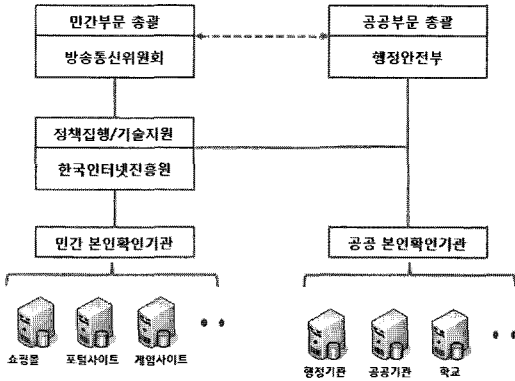 민간부문 총괄
방송통신위원회
공공부문 총괄
행정안전부
정책집행/기술지원
한국인터넷진흥원
민간 본인확인기관
공공 본인확인기관
쇼핑몰
포털사이트
게임사이트
행정기관
공공기관
학교